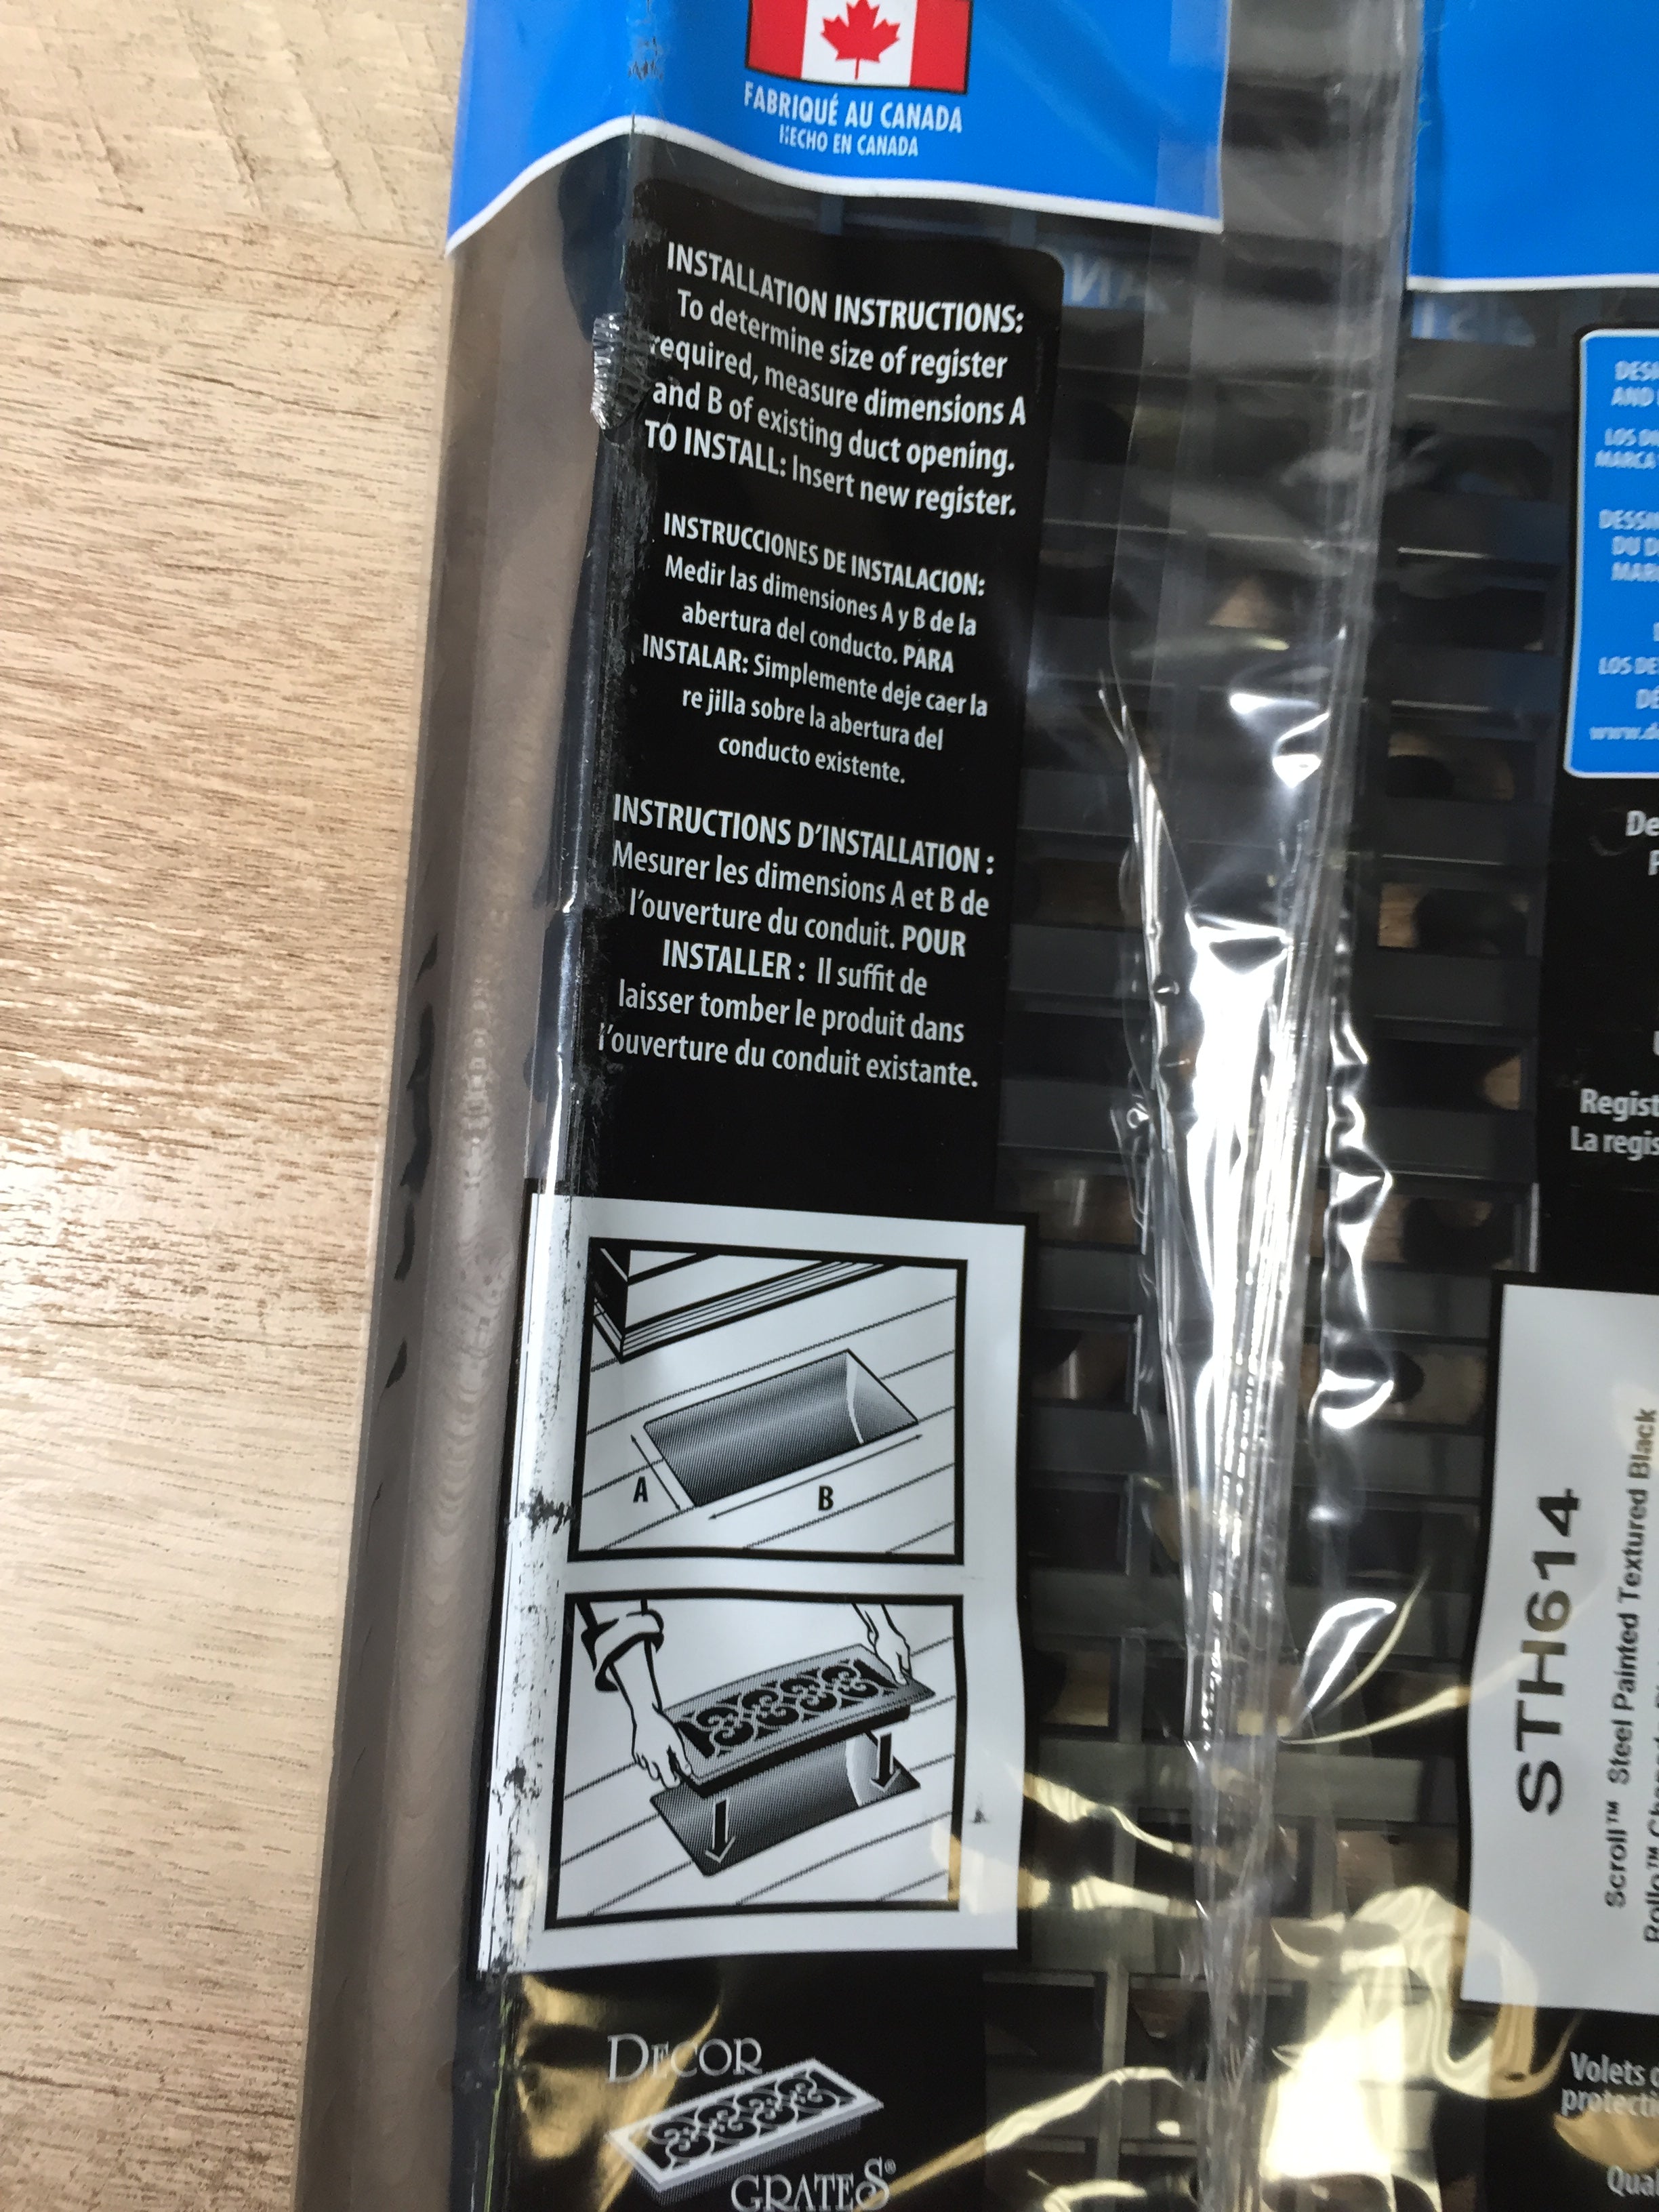 FABRIQUÉ AU CANADA
HECHO EN CANADA
INSTALLATION INSTRUCTIONS:
To determine size of register
required, measure dimensions A
and B of existing duct opening.
TO INSTALL: Insert new register.
INSTRUCCIONES DE INSTALACION:
Medir las dimensiones A y B de la
abertura del conducto. PARA
INSTALAR: Simplemente deje caer la
re jilla sobre la abertura del
conducto existente.
INSTRUCTIONS D'INSTALLATION :
Mesurer les dimensions A et B de
l'ouverture du conduit. POUR
INSTALLER : Il suffit de
laisser tomber le produit dans
l'ouverture du conduit existante.
A
B
DECOR
GRATES®
AND
MARCA
DU
Regist
La regis
STH614
Scroll™ Steel Painted Textured Black
Volets
protecti